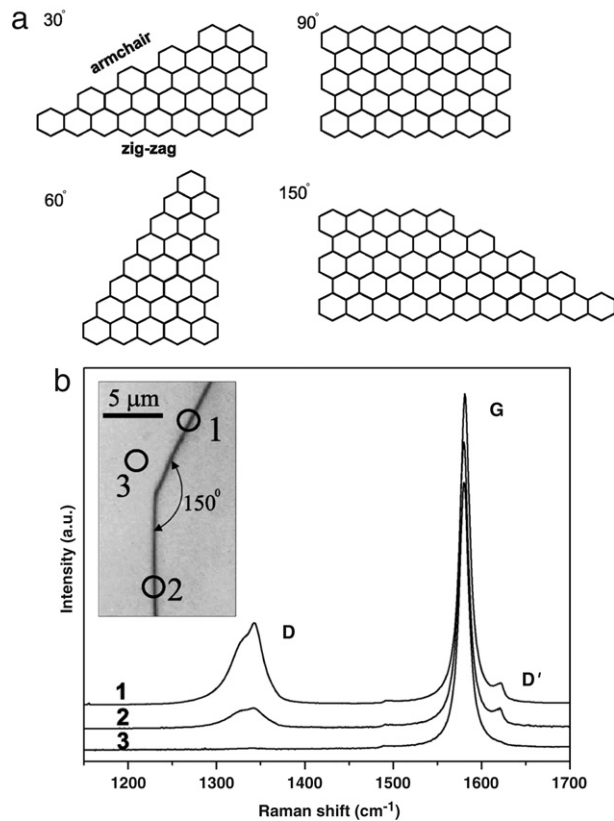 a
30°
90°
armchair
zig-zag
60°
150°
b
5 μm
1
3
150⁰
2
G
D
D′
1
2
3
Intensity (a.u.)
1200 1300 1400 1500 1600 1700
Raman shift (cm⁻¹)